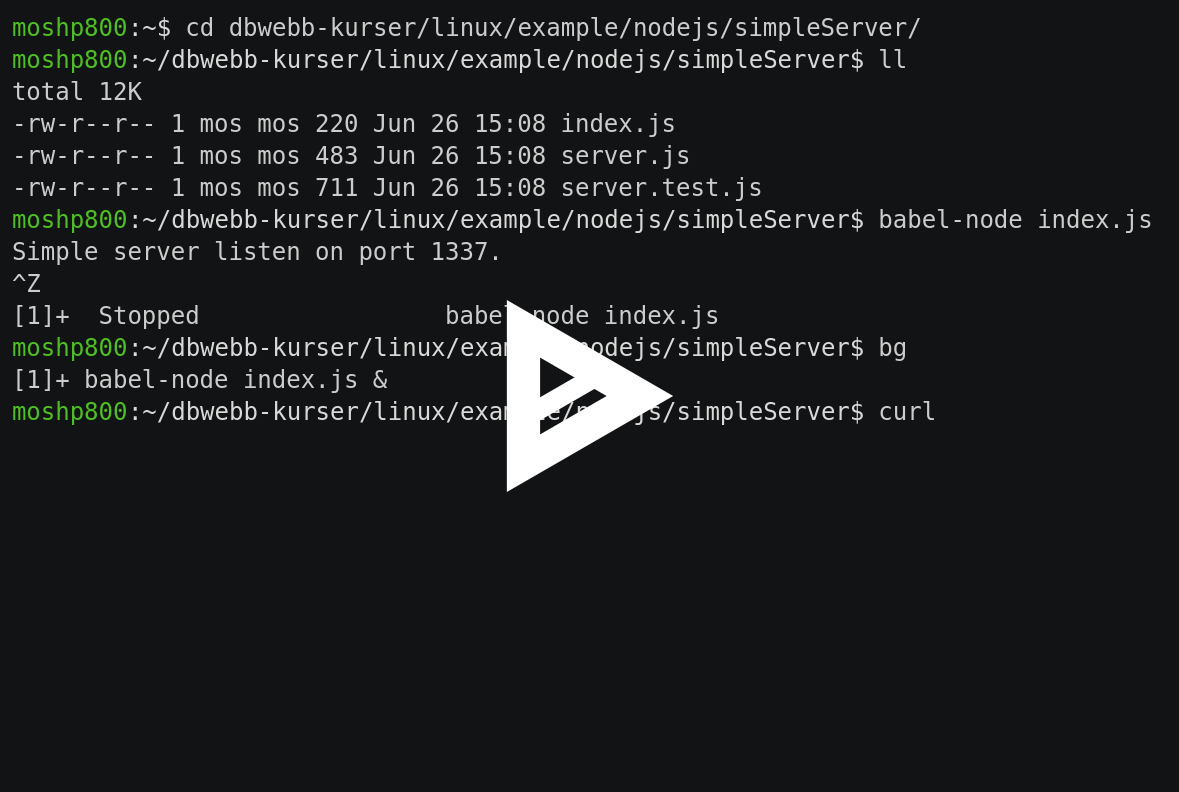 moshp800:~$ cd dbwebb-kurser/linux/example/nodejs/simpleServer/
moshp800:~/dbwebb-kurser/linux/example/nodejs/simpleServer$ ll
total 12K
-rw-r--r-- 1 mos mos 220 Jun 26 15:08 index.js
-rw-r--r-- 1 mos mos 483 Jun 26 15:08 server.js
-rw-r--r-- 1 mos mos 711 Jun 26 15:08 server.test.js
moshp800:~/dbwebb-kurser/linux/example/nodejs/simpleServer$ babel-node index.js
Simple server listen on port 1337.
^Z
[1]+  Stopped                 babel-node index.js
moshp800:~/dbwebb-kurser/linux/example/nodejs/simpleServer$ bg
[1]+ babel-node index.js &
moshp800:~/dbwebb-kurser/linux/example/nodejs/simpleServer$ curl